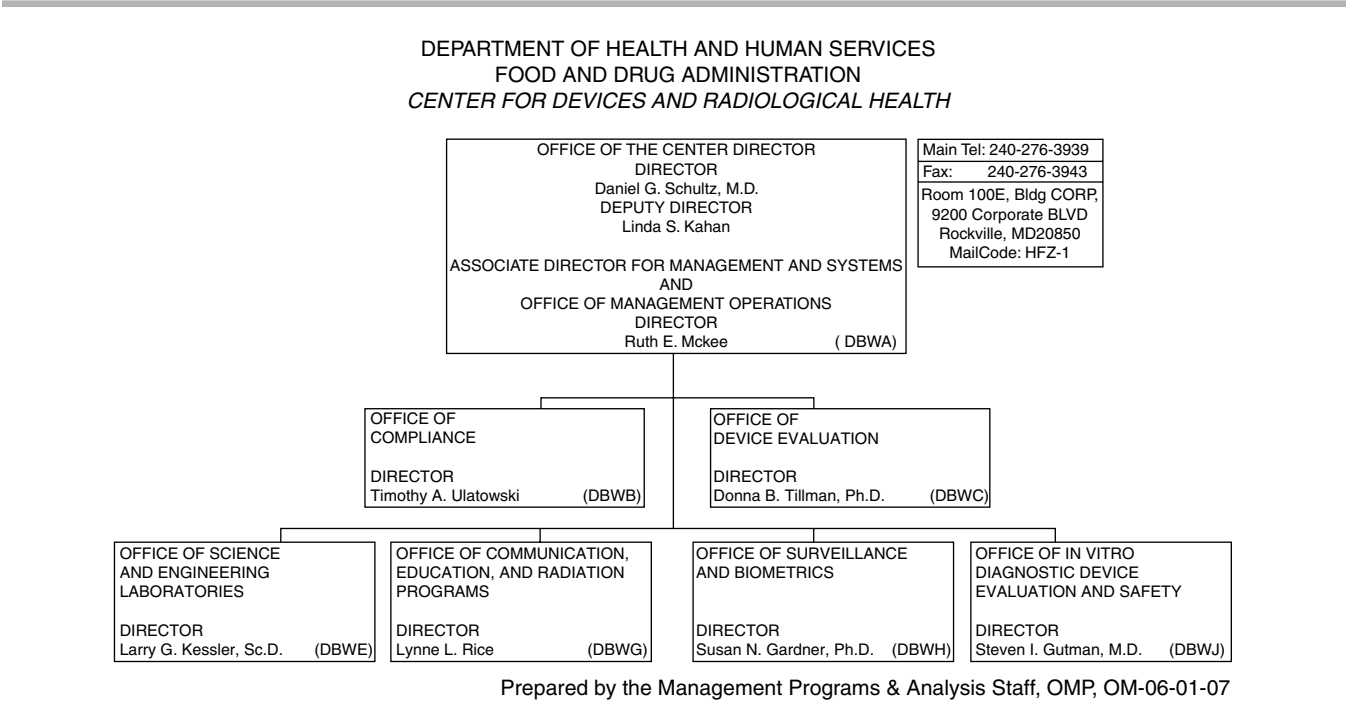 DEPARTMENT OF HEALTH AND HUMAN SERVICES
FOOD AND DRUG ADMINISTRATION
CENTER FOR DEVICES AND RADIOLOGICAL HEALTH
OFFICE OF THE CENTER DIRECTOR
DIRECTOR
Daniel G. Schultz, M.D.
DEPUTY DIRECTOR
Linda S. Kahan
ASSOCIATE DIRECTOR FOR MANAGEMENT AND SYSTEMS
AND
OFFICE OF MANAGEMENT OPERATIONS
DIRECTOR
Ruth E. Mckee ( DBWA)
Main Tel: 240-276-3939
Fax: 240-276-3943
Room 100E, Bldg CORP,
9200 Corporate BLVD
Rockville, MD20850
MailCode: HFZ-1
OFFICE OF
COMPLIANCE
DIRECTOR
Timothy A. Ulatowski (DBWB)
OFFICE OF
DEVICE EVALUATION
DIRECTOR
Donna B. Tillman, Ph.D. (DBWC)
OFFICE OF SCIENCE
AND ENGINEERING
LABORATORIES
DIRECTOR
Larry G. Kessler, Sc.D. (DBWE)
OFFICE OF COMMUNICATION,
EDUCATION, AND RADIATION
PROGRAMS
DIRECTOR
Lynne L. Rice (DBWG)
OFFICE OF SURVEILLANCE
AND BIOMETRICS
DIRECTOR
Susan N. Gardner, Ph.D. (DBWH)
OFFICE OF IN VITRO
DIAGNOSTIC DEVICE
EVALUATION AND SAFETY
DIRECTOR
Steven I. Gutman, M.D. (DBWJ)
Prepared by the Management Programs & Analysis Staff, OMP, OM-06-01-07